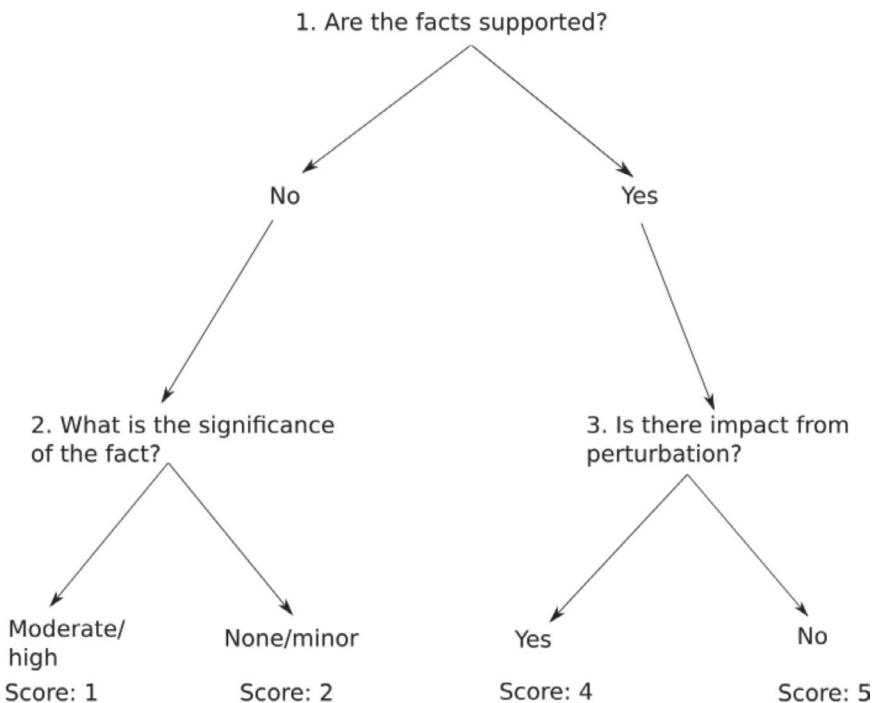 1. Are the facts supported?
No
Yes
2. What is the significance
of the fact?
3. Is there impact from
perturbation?
Moderate/
high
None/minor
Yes
No
Score: 1
Score: 2
Score: 4
Score: 5